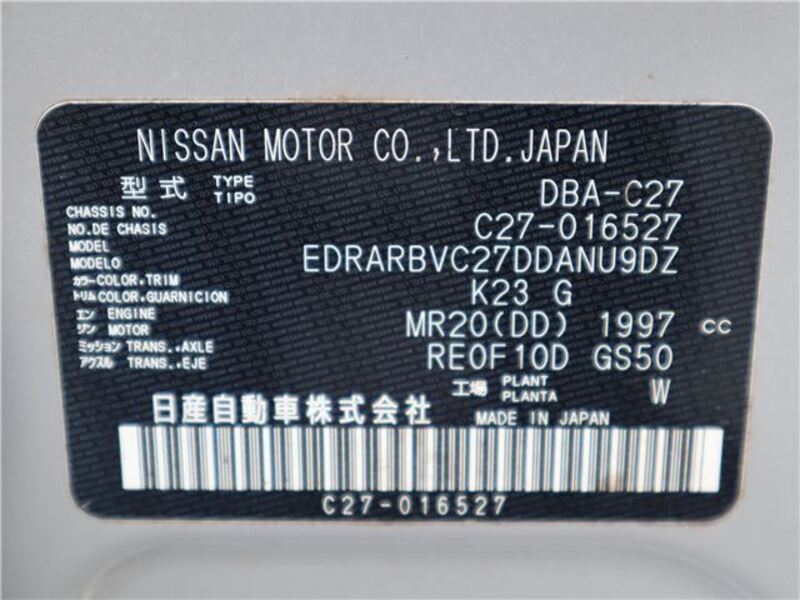 NISSAN MOTOR CO.,LTD.JAPAN
型式 TYPE TIPO DBA-C27
CHASSIS NO. NO.DE CHASIS C27-016527
MODEL MODELO EDRARBVC27DDANU9DZ
カラー COLOR,TRIM トリム COLOR,GUARNICION K23 G
エンジン ENGINE MOTOR MR20(DD) 1997 CC
ミッション TRANS.,AXLE アクスル TRANS.,EJE RE0F10D GS50
工場 PLANT PLANTA W
日産自動車株式会社 MADE IN JAPAN
C27-016527